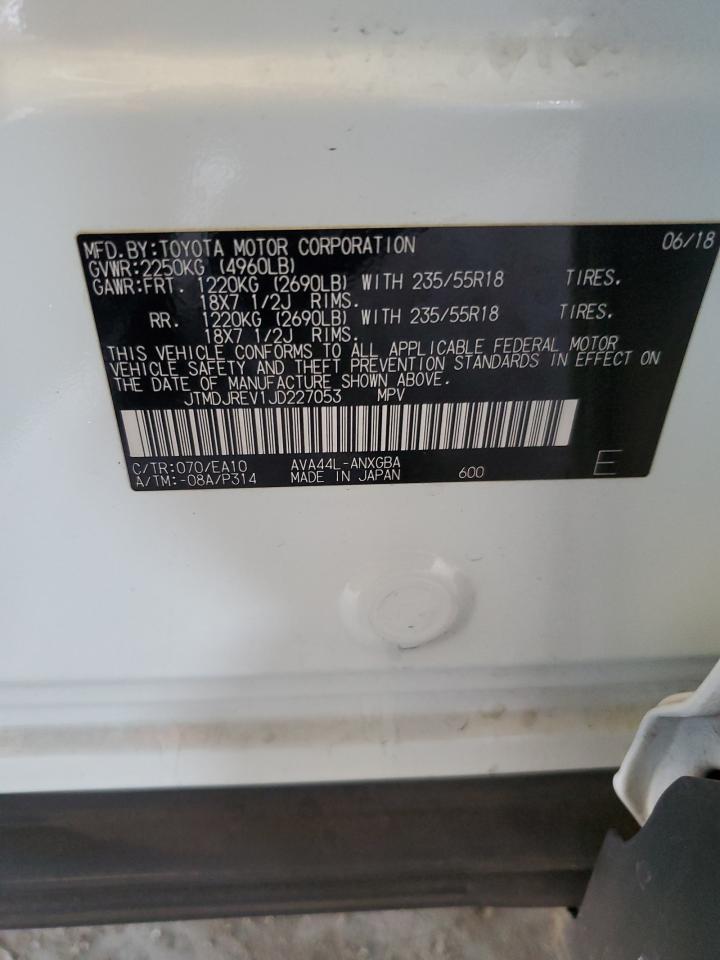 MFD.BY:TOYOTA MOTOR CORPORATION 06/18
GVWR:2250KG (4960LB)
GAWR:FRT. 1220KG (2690LB) WITH 235/55R18 TIRES.
18X7 1/2J RIMS.
RR. 1220KG (2690LB) WITH 235/55R18 TIRES.
18X7 1/2J RIMS.
THIS VEHICLE CONFORMS TO ALL APPLICABLE FEDERAL MOTOR
VEHICLE SAFETY AND THEFT PREVENTION STANDARDS IN EFFECT ON
THE DATE OF MANUFACTURE SHOWN ABOVE.
JTMDJREV1JD227053 MPV
C/TR:070/EA10 AVA44L-ANXGBA
A/TM:-08A/P314 MADE IN JAPAN 600 E